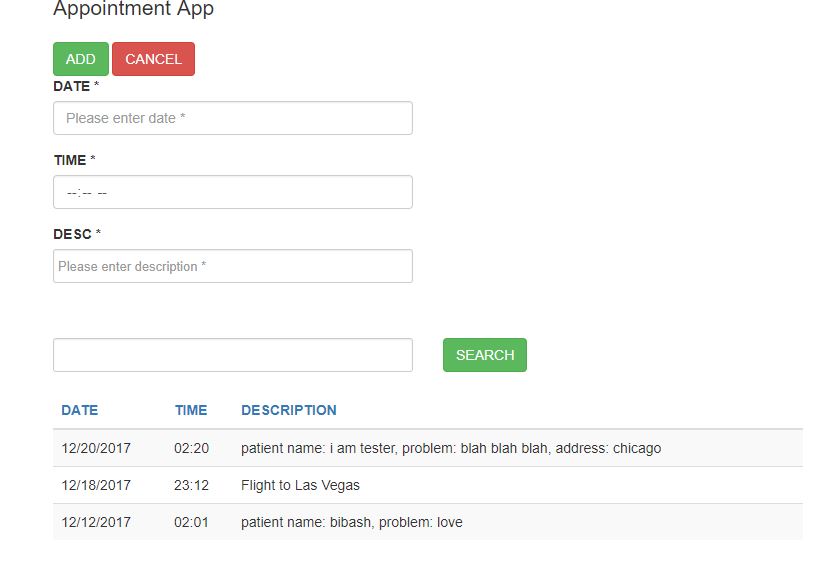 Appointment App
ADD CANCEL
DATE *
Please enter date *
TIME *
--:-- --
DESC *
Please enter description *
SEARCH
DATE TIME DESCRIPTION
12/20/2017 02:20 patient name: i am tester, problem: blah blah blah, address: chicago
12/18/2017 23:12 Flight to Las Vegas
12/12/2017 02:01 patient name: bibash, problem: love